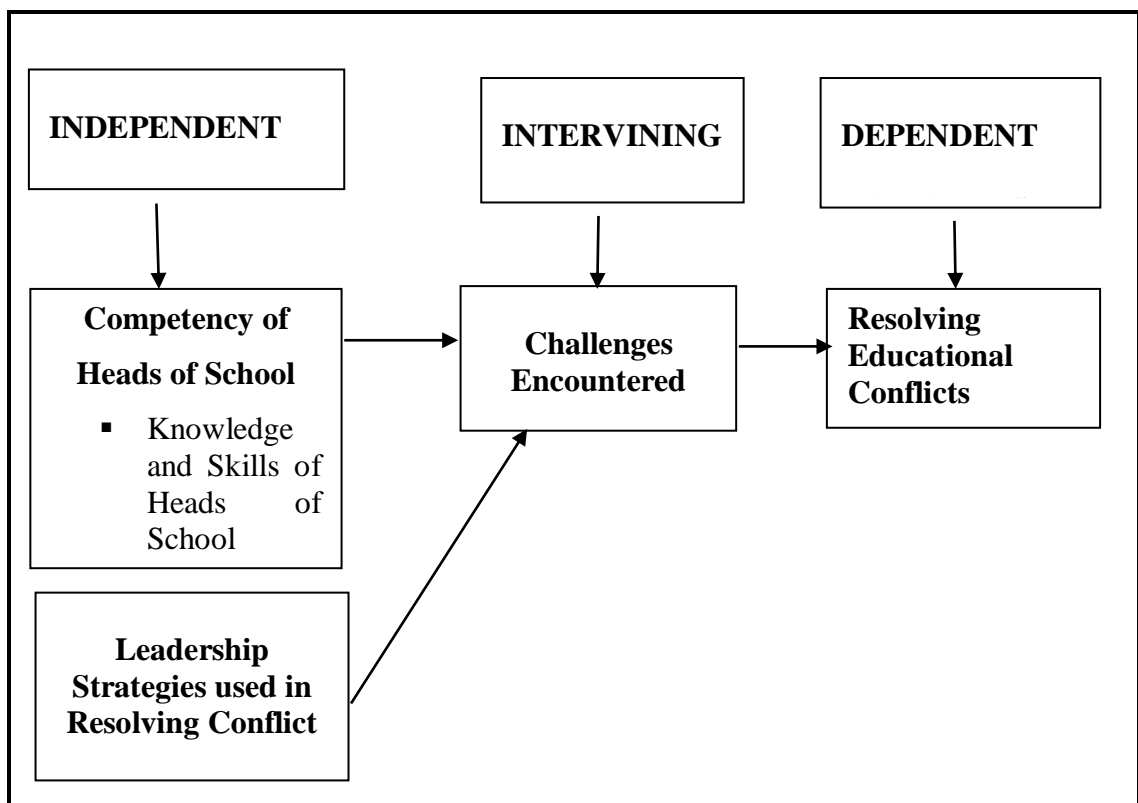 INDEPENDENT
INTERVINING
DEPENDENT
Competency of
Heads of School
▪ Knowledge
and Skills of
Heads of
School
Challenges
Encountered
Resolving
Educational
Conflicts
Leadership
Strategies used in
Resolving Conflict